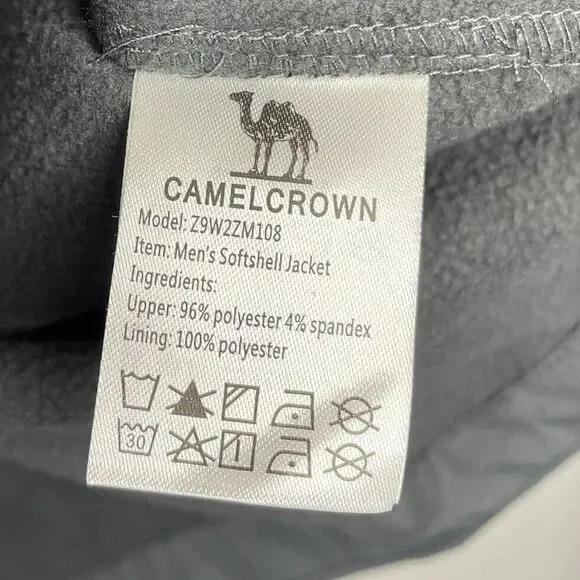 CAMELCROWN
Model: Z9W2ZM108
Item: Men's Softshell Jacket
Ingredients:
Upper: 96% polyester 4% spandex
Lining: 100% polyester
30